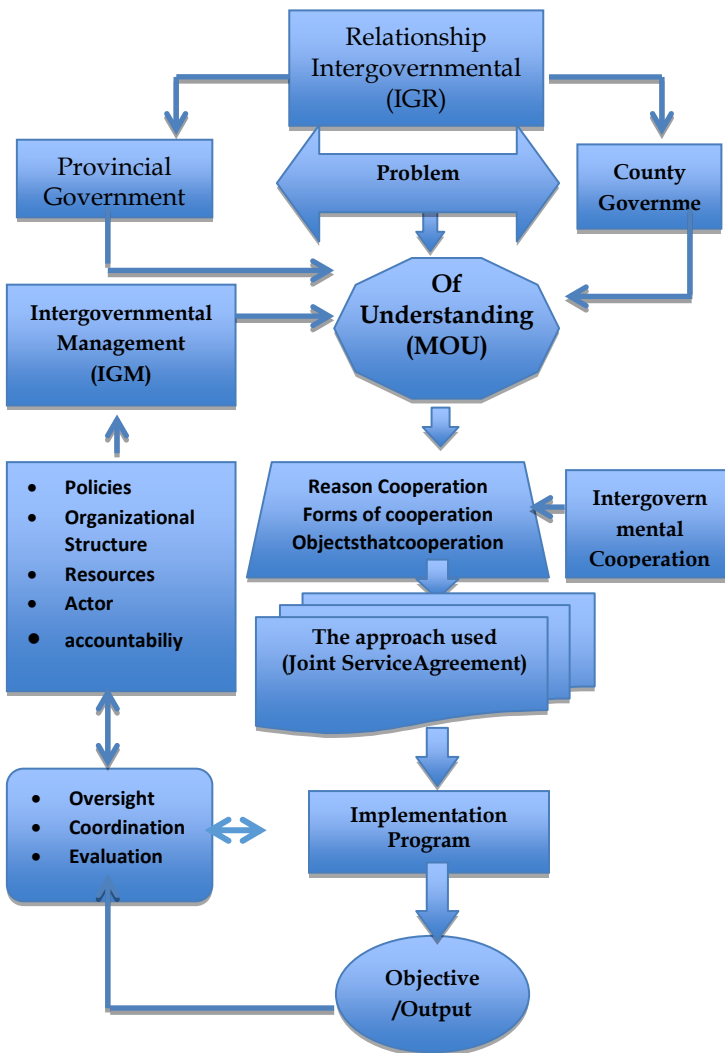 Relationship
Intergovernmental
(IGR)
Provincial
Government
Problem
County
Governme
Of
Understanding
(MOU)
Intergovernmental
Management
(IGM)
• Policies
• Organizational
Structure
• Resources
• Actor
• accountabiliy
Reason Cooperation
Forms of cooperation
Objectsthatcooperation
Intergovern
mental
Cooperation
The approach used
(Joint ServiceAgreement)
• Oversight
• Coordination
• Evaluation
Implementation
Program
Objective
/Output